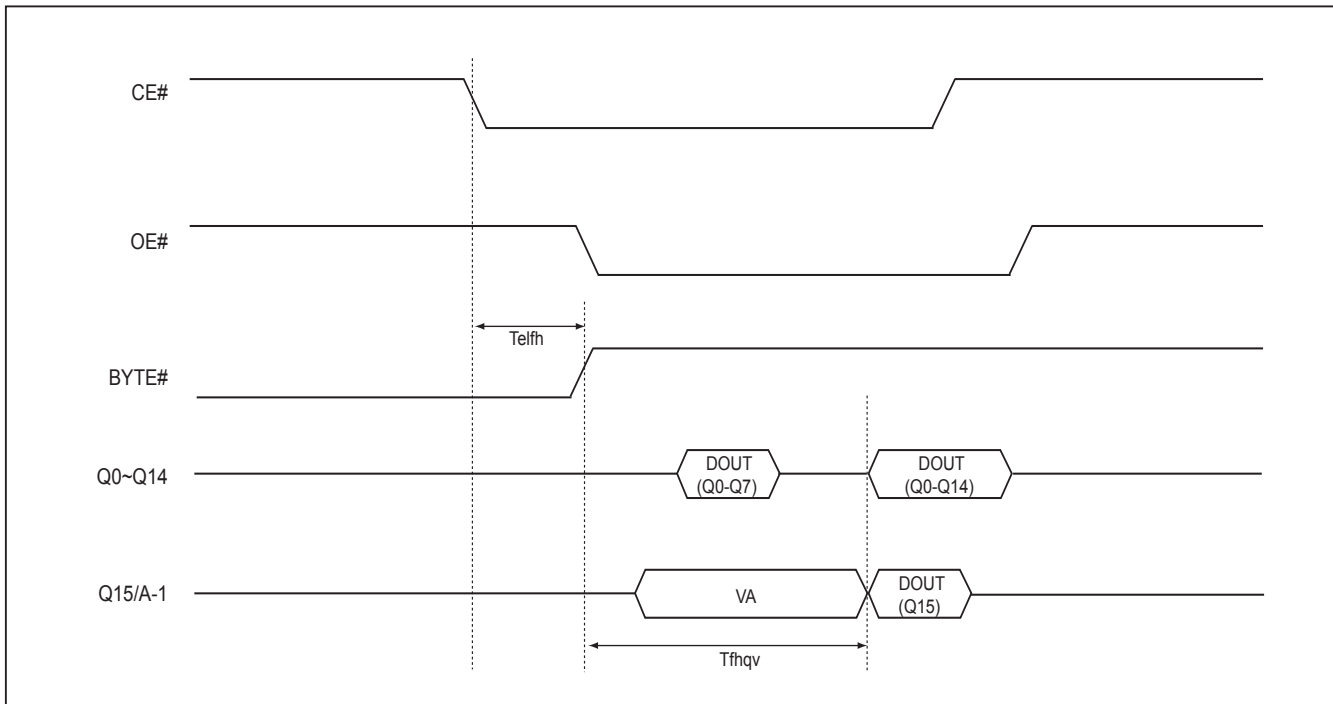 CE#
OE#
Telfh
BYTE#
Q0~Q14
DOUT
(Q0-Q7)
DOUT
(Q0-Q14)
Q15/A-1
VA
DOUT
(Q15)
Tfhqv